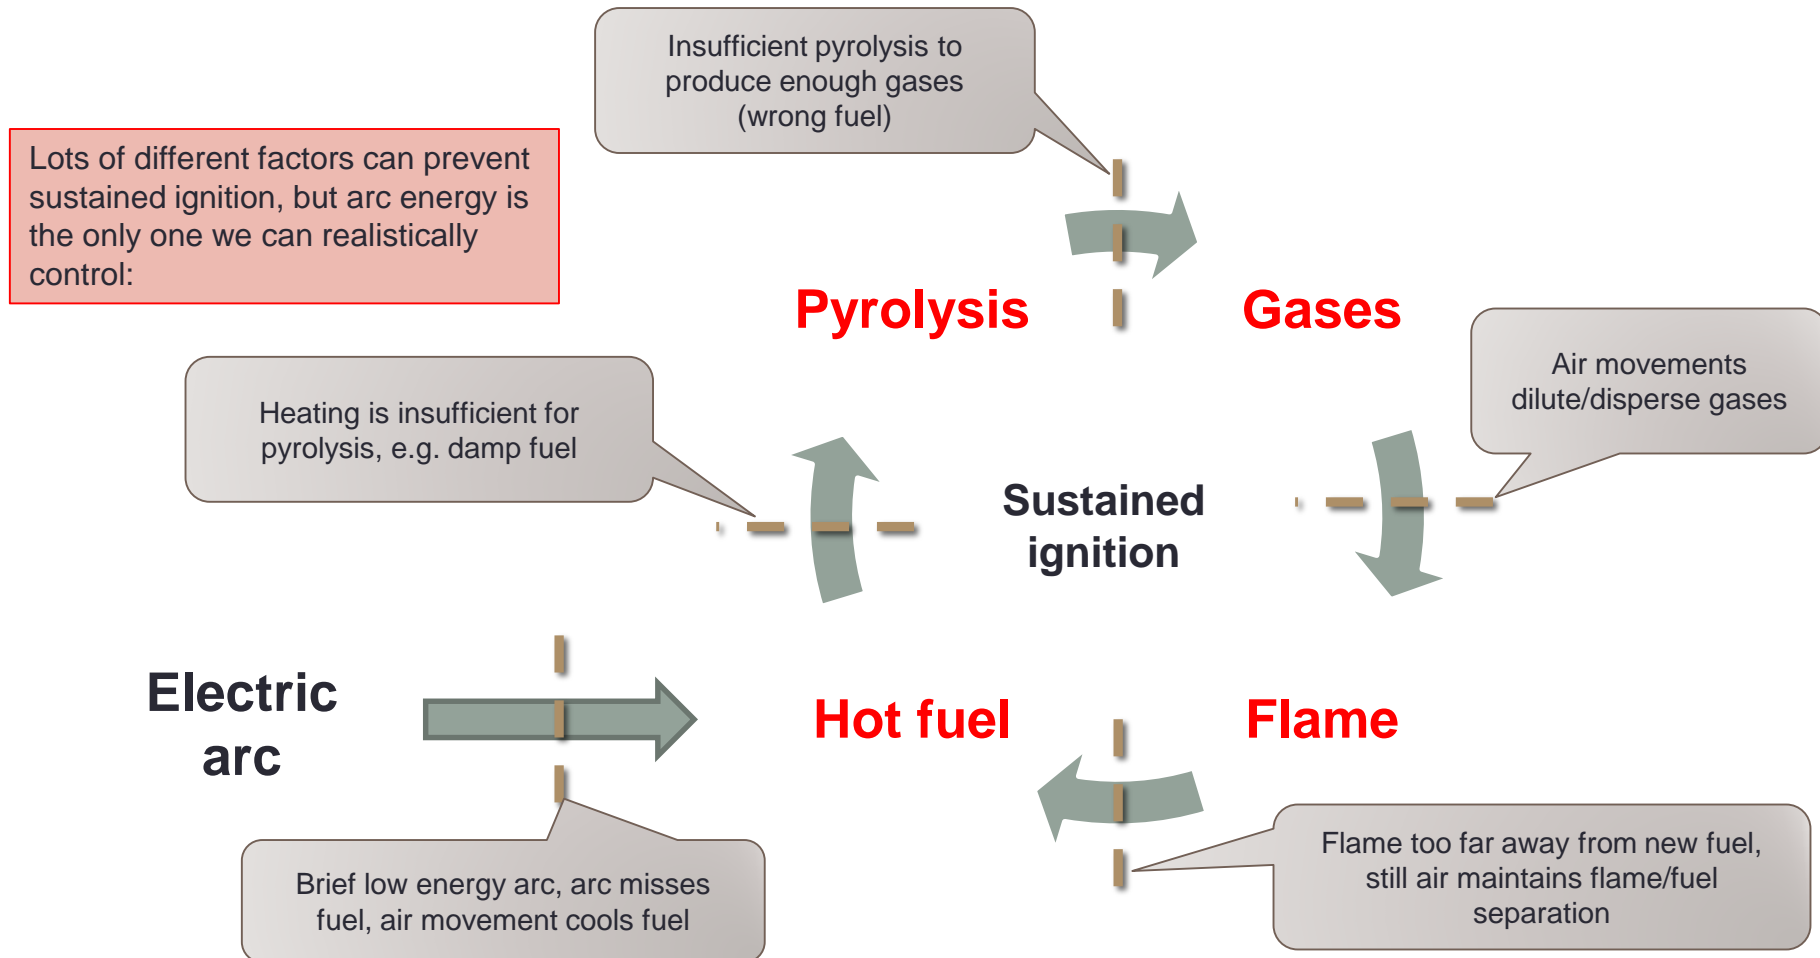 Insufficient pyrolysis to
produce enough gases
(wrong fuel)
Lots of different factors can prevent
sustained ignition, but arc energy is
the only one we can realistically
control:
Pyrolysis
Gases
Air movements
dilute/disperse gases
Heating is insufficient for
pyrolysis, e.g. damp fuel
Sustained
ignition
Electric
arc
Hot fuel
Flame
Brief low energy arc, arc misses
fuel, air movement cools fuel
Flame too far away from new fuel,
still air maintains flame/fuel
separation